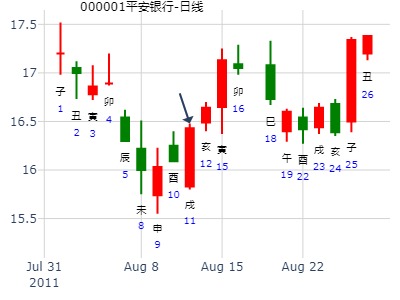 000001平安银行-日线
17.5
17
16.5
16
15.5
子
1
丑
2
寅
3
卯
4
辰
5
未
8
申
9
酉
10
戌
11
亥
12
寅
15
卯
16
巳
18
午
19
酉
22
戌
23
亥
24
子
25
丑
26
Jul 31
2011
Aug 8
Aug 15
Aug 22